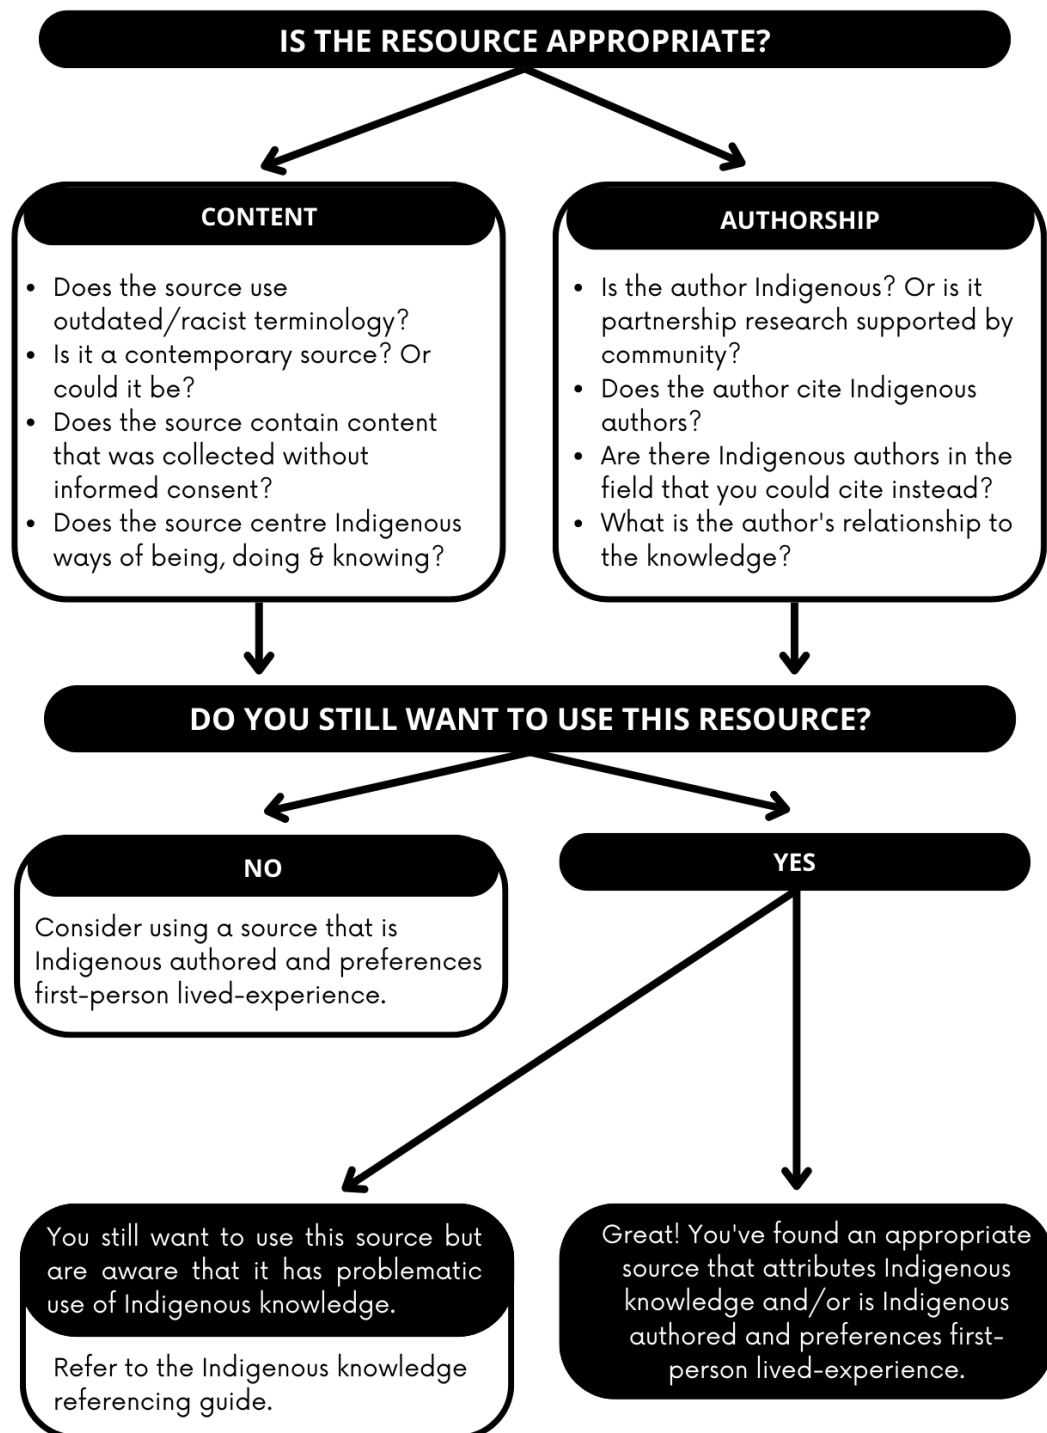 IS THE RESOURCE APPROPRIATE?
CONTENT
• Does the source use
outdated/racist terminology?
• Is it a contemporary source? Or
could it be?
• Does the source contain content
that was collected without
informed consent?
• Does the source centre Indigenous
ways of being, doing & knowing?
AUTHORSHIP
• Is the author Indigenous? Or is it
partnership research supported by
community?
• Does the author cite Indigenous
authors?
• Are there Indigenous authors in the
field that you could cite instead?
• What is the author's relationship to
the knowledge?
DO YOU STILL WANT TO USE THIS RESOURCE?
NO
Consider using a source that is
Indigenous authored and preferences
first-person lived-experience.
YES
You still want to use this source but
are aware that it has problematic
use of Indigenous knowledge.
Refer to the Indigenous knowledge
referencing guide.
Great! You've found an appropriate
source that attributes Indigenous
knowledge and/or is Indigenous
authored and preferences first-
person lived-experience.